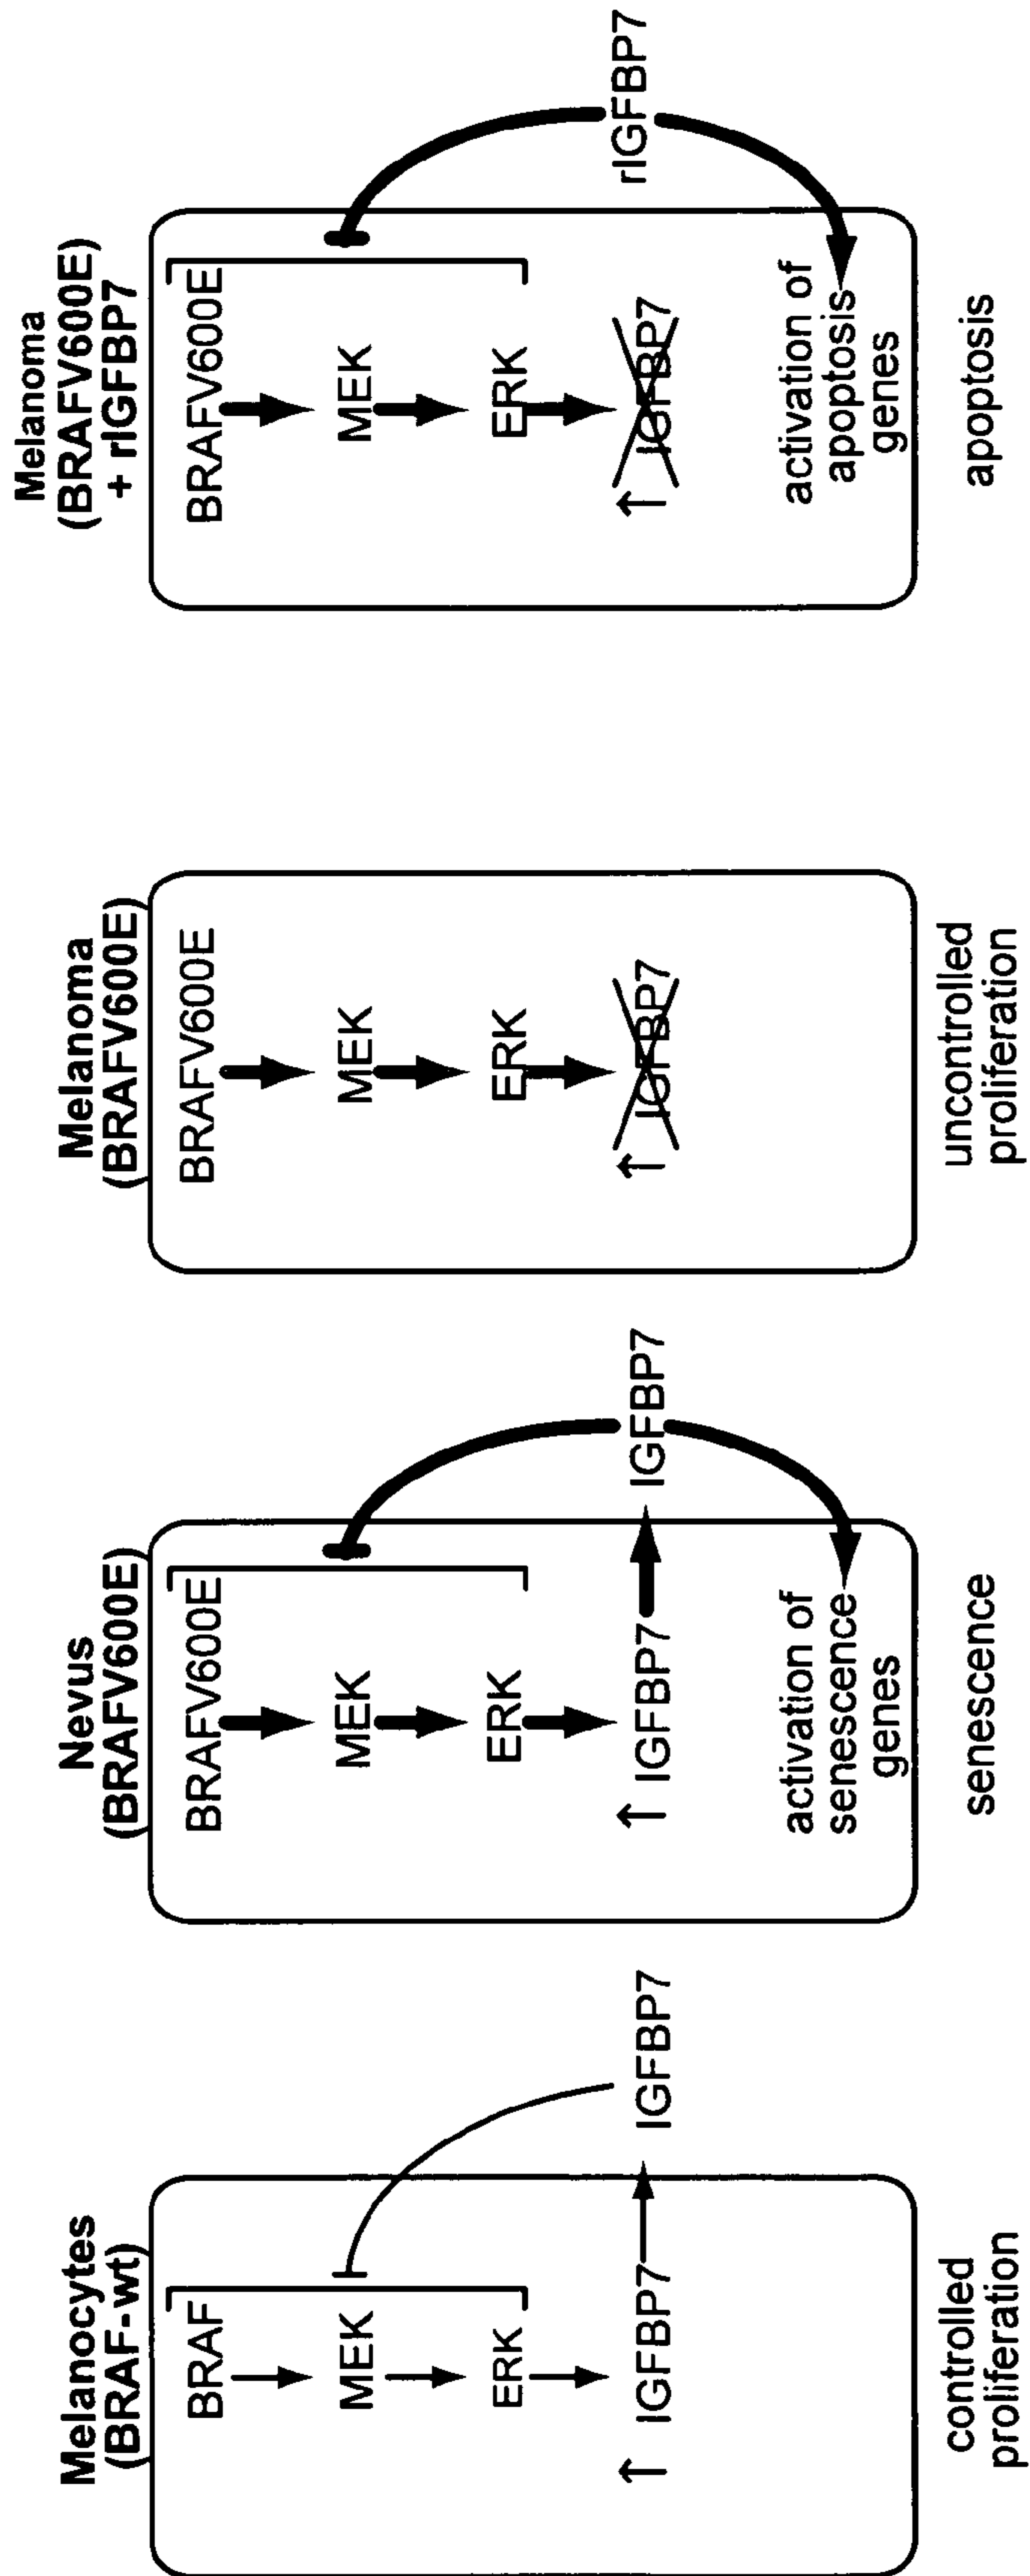 Melanocytes
(BRAF-wt)
BRAF
MEK
ERK
↑ IGFBP7
IGFBP7
controlled
proliferation
Nevus
(BRAFV600E)
BRAFV600E
MEK
ERK
↑ IGFBP7
IGFBP7
activation of
senescence
genes
senescence
Melanoma
(BRAFV600E)
BRAFV600E
MEK
ERK
↑ IGFBP7
uncontrolled
proliferation
Melanoma
(BRAFV600E)
+ rIGFBP7
BRAFV600E
MEK
ERK
↑ IGFBP7
rIGFBP7
activation of
apoptosis
genes
apoptosis